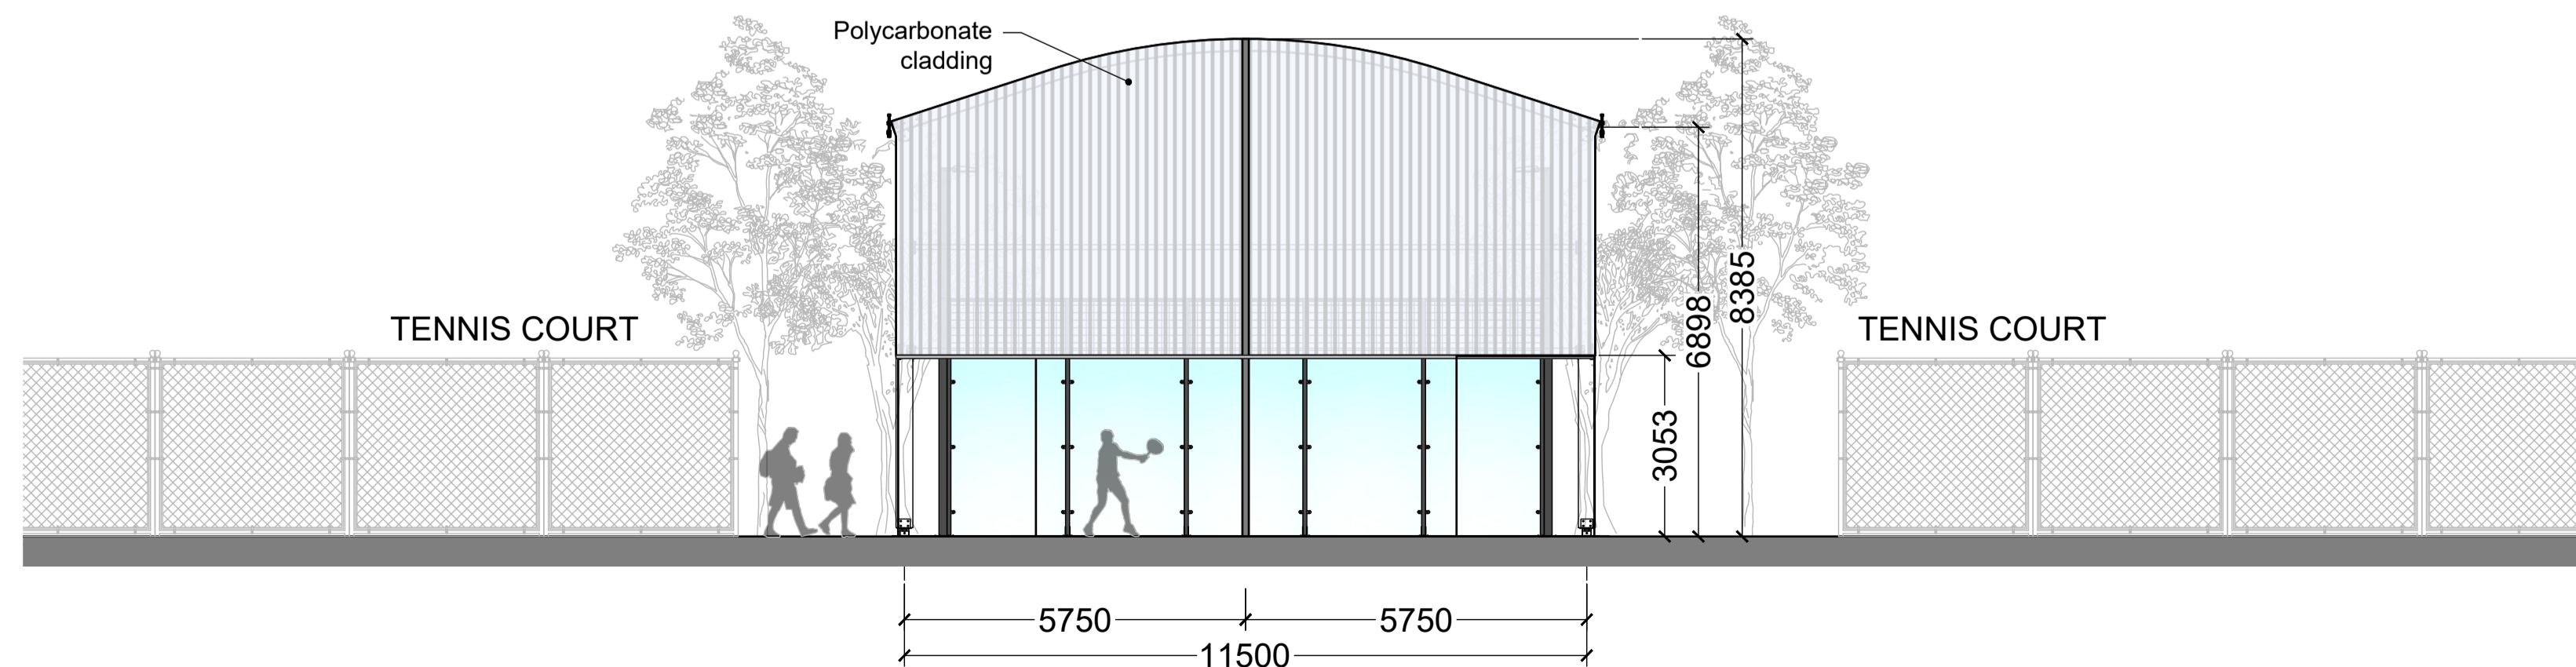 Polycarbonate
cladding
TENNIS COURT
TENNIS COURT
8385
6898
3053
5750
5750
11500